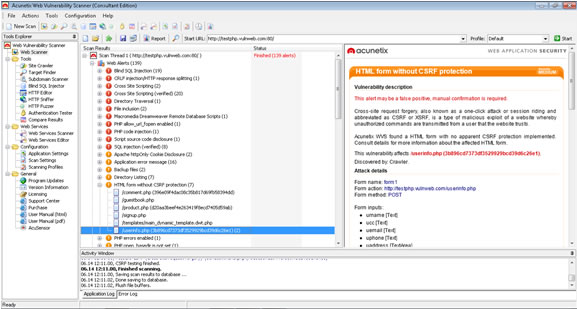 Acunetix Web Vulnerability Scanner (Consultant Edition)
File Actions Tools Configuration Help
New Scan
Tools Explorer
Report Start URL: http://testphp.vulnweb.com:80/ Profile: Default Start
Web Vulnerability Scanner
Web Scanner
Tools
Site Crawler
Target Finder
Subdomain Scanner
Blind SQL Injector
HTTP Editor
HTTP Sniffer
HTTP Fuzzer
Authentication Tester
Compare Results
Web Services
Web Services Scanner
Web Services Editor
Configuration
Application Settings
Scan Settings
Scanning Profiles
General
Program Updates
Version Information
Licensing
Support Center
Purchase
User Manual (html)
User Manual (pdf)
AcuSensor
Scan Results Status
Scan Thread 1 ( http://testphp.vulnweb.com:80/ ) Finished (139 alerts)
Web Alerts (139)
Blind SQL Injection (19)
CRLF injection/HTTP response splitting (1)
Cross Site Scripting (2)
Cross Site Scripting (verified) (20)
Directory Traversal (1)
File inclusion (2)
Macromedia Dreamweaver Remote Database Scripts (1)
PHP allow_url_fopen enabled (1)
PHP code injection (1)
Script source code disclosure (1)
SQL injection (verified) (8)
Apache httpOnly Cookie Disclosure (2)
Application error message (16)
Backup files (2)
Directory Listing (7)
HTML form without CSRF protection (7)
/guestbook.php
/signup.php
/templates/main_dynamic_template.dwt.php
/userinfo.php (3b896cd7373df3529929bcd39d6c26e1) (2)
PHP errors enabled (1)
PHP open_basedir is not set (1)
acunetix WEB APPLICATION SECURITY
HTML form without CSRF protection
Vulnerability description
This alert may be a false positive, manual confirmation is required.
Cross-site request forgery, also known as a one-click attack or session riding and
abbreviated as CSRF or XSRF, is a type of malicious exploit of a website whereby
unauthorized commands are transmitted from a user that the website trusts.
Acunetix WVS found a HTML form with no apparent CSRF protection implemented.
Consult details for more information about the affected HTML form.
This vulnerability affects /userinfo.php (3b896cd7373df3529929bcd39d6c26e1)
Discovered by: Crawler.
Attack details
Form name: form1
Form action: http://testphp.vulnweb.com/userinfo.php
Form method: POST
Form inputs:
urname [Text]
ucc [Text]
uemail [Text]
uphone [Text]
uaddress [TextArea]
Activity Window
06.14 12:11.00, CSRF testing finished.
06.14 12:11.00, Finished scanning.
06.14 12:11.00, Saving scan results to database ...
06.14 12:11.02, Done saving to database.
06.14 12:11.02, Flush file buffers.
Application Log Error Log
Ready